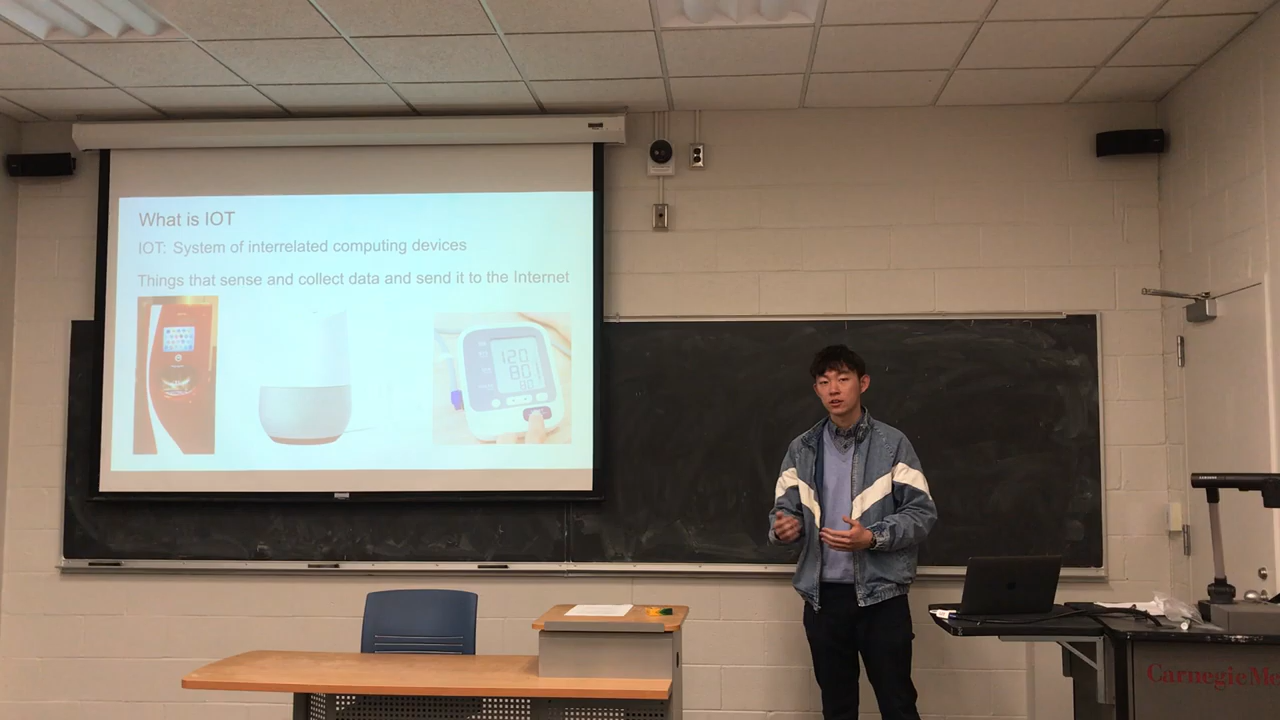 What is IOT
IOT: System of interrelated computing devices
Things that sense and collect data and send it to the Internet
120
80
Carnegie Me